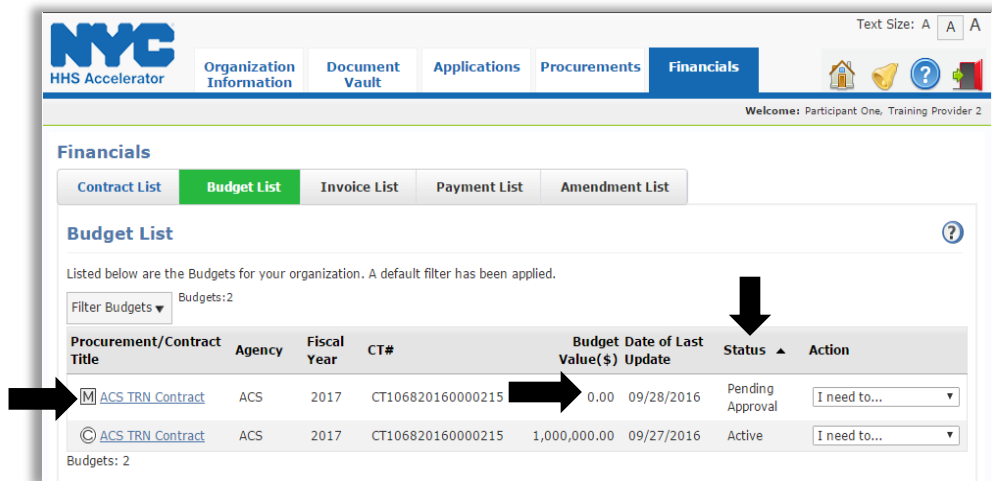 Text Size: A A A
NYC
HHS Accelerator
Organization Information
Document Vault
Applications
Procurements
Financials
Welcome: Participant One, Training Provider 2
Financials
Contract List Budget List Invoice List Payment List Amendment List
Budget List
Listed below are the Budgets for your organization. A default filter has been applied.
Filter Budgets ▼ Budgets:2
Procurement/Contract Title Agency Fiscal Year CT# Budget Value($) Date of Last Update Status ▲ Action
M ACS TRN Contract ACS 2017 CT106820160000215 0.00 09/28/2016 Pending Approval I need to... ▼
© ACS TRN Contract ACS 2017 CT106820160000215 1,000,000.00 09/27/2016 Active I need to... ▼
Budgets: 2